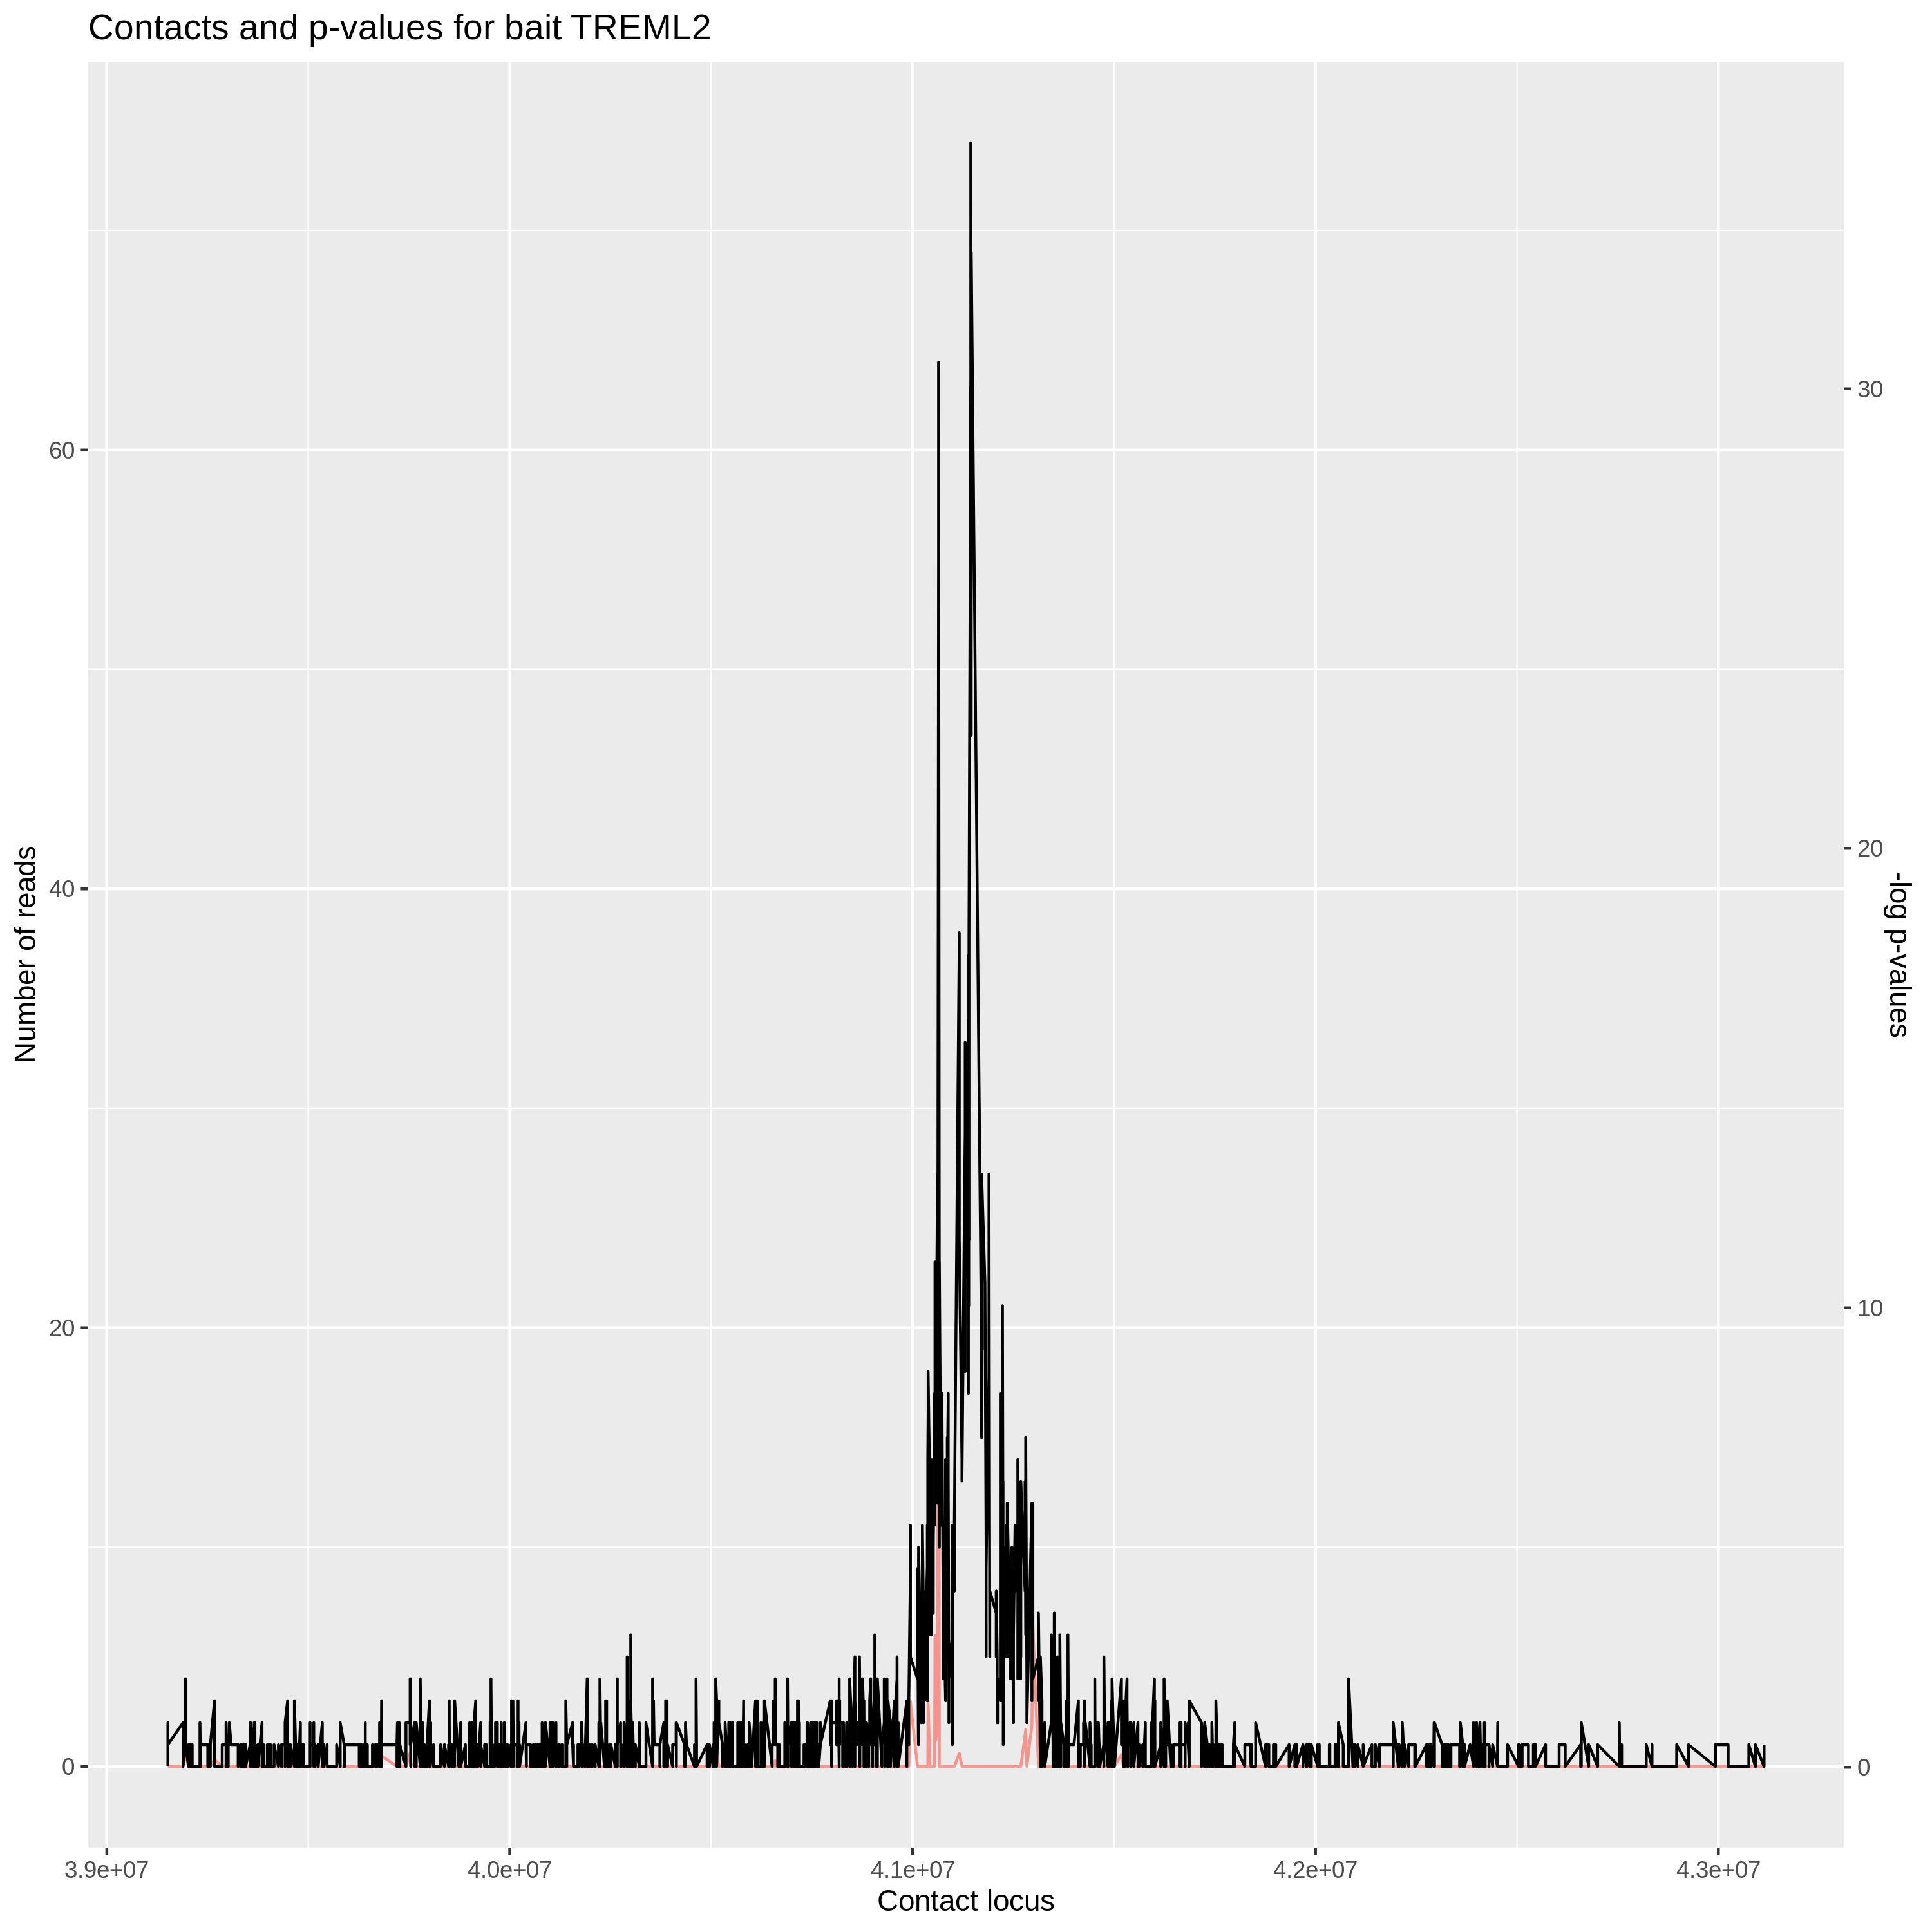 Contacts and p-values for bait TREML2
Number of reads
60
40
20
0
30
20
10
0
-log p-values
3.9e+07 4.0e+07 4.1e+07 4.2e+07 4.3e+07
Contact locus